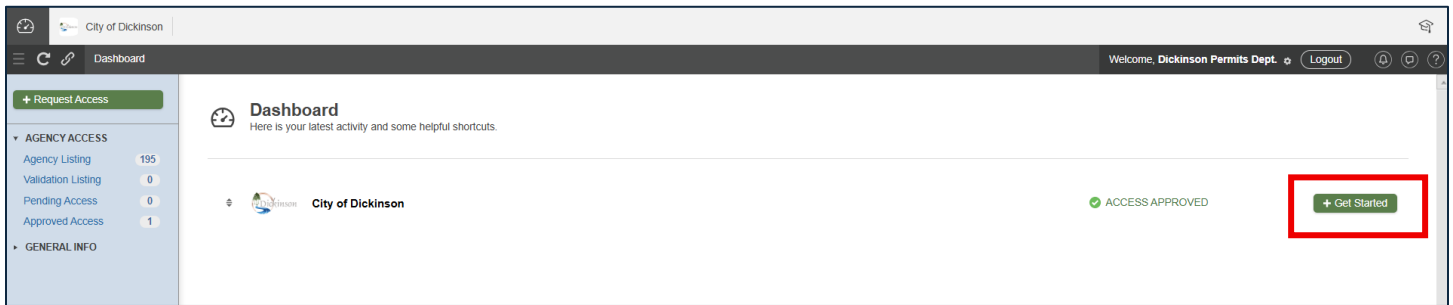 City of Dickinson
Dashboard
Welcome, Dickinson Permits Dept. Logout ?
+ Request Access
AGENCY ACCESS
Agency Listing 195
Validation Listing 0
Pending Access 0
Approved Access 1
GENERAL INFO
Dashboard
Here is your latest activity and some helpful shortcuts.
Dickinson City of Dickinson ACCESS APPROVED + Get Started